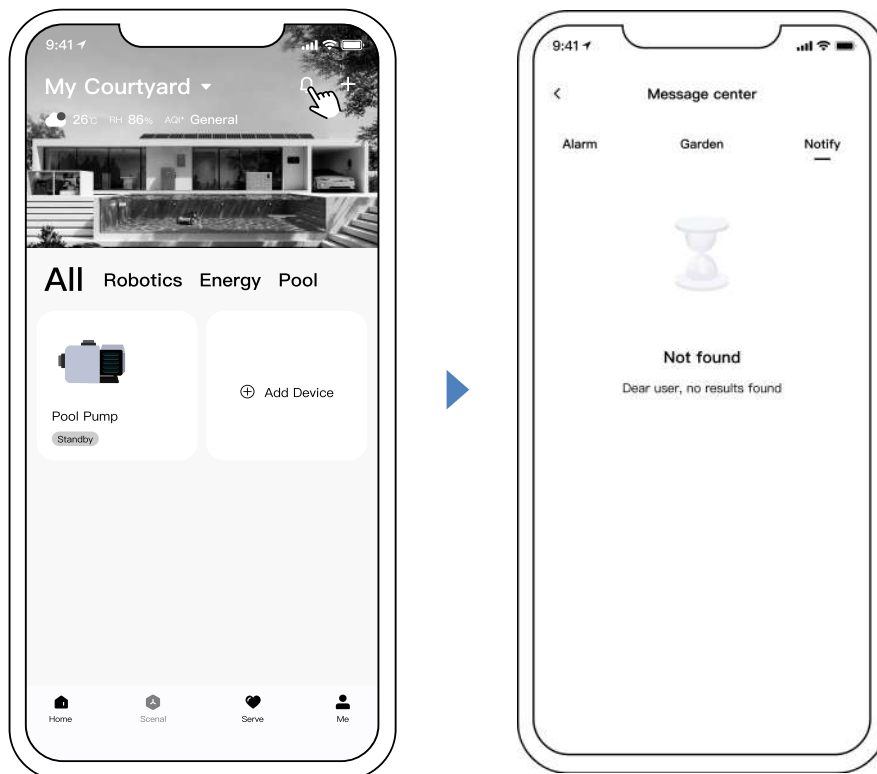 9:41
My Courtyard
26°C RH 86% AQI* General
All Robotics Energy Pool
Pool Pump
Standby
Add Device
Home Scenal Serve Me
9:41
Message center
Alarm Garden Notify
Not found
Dear user, no results found